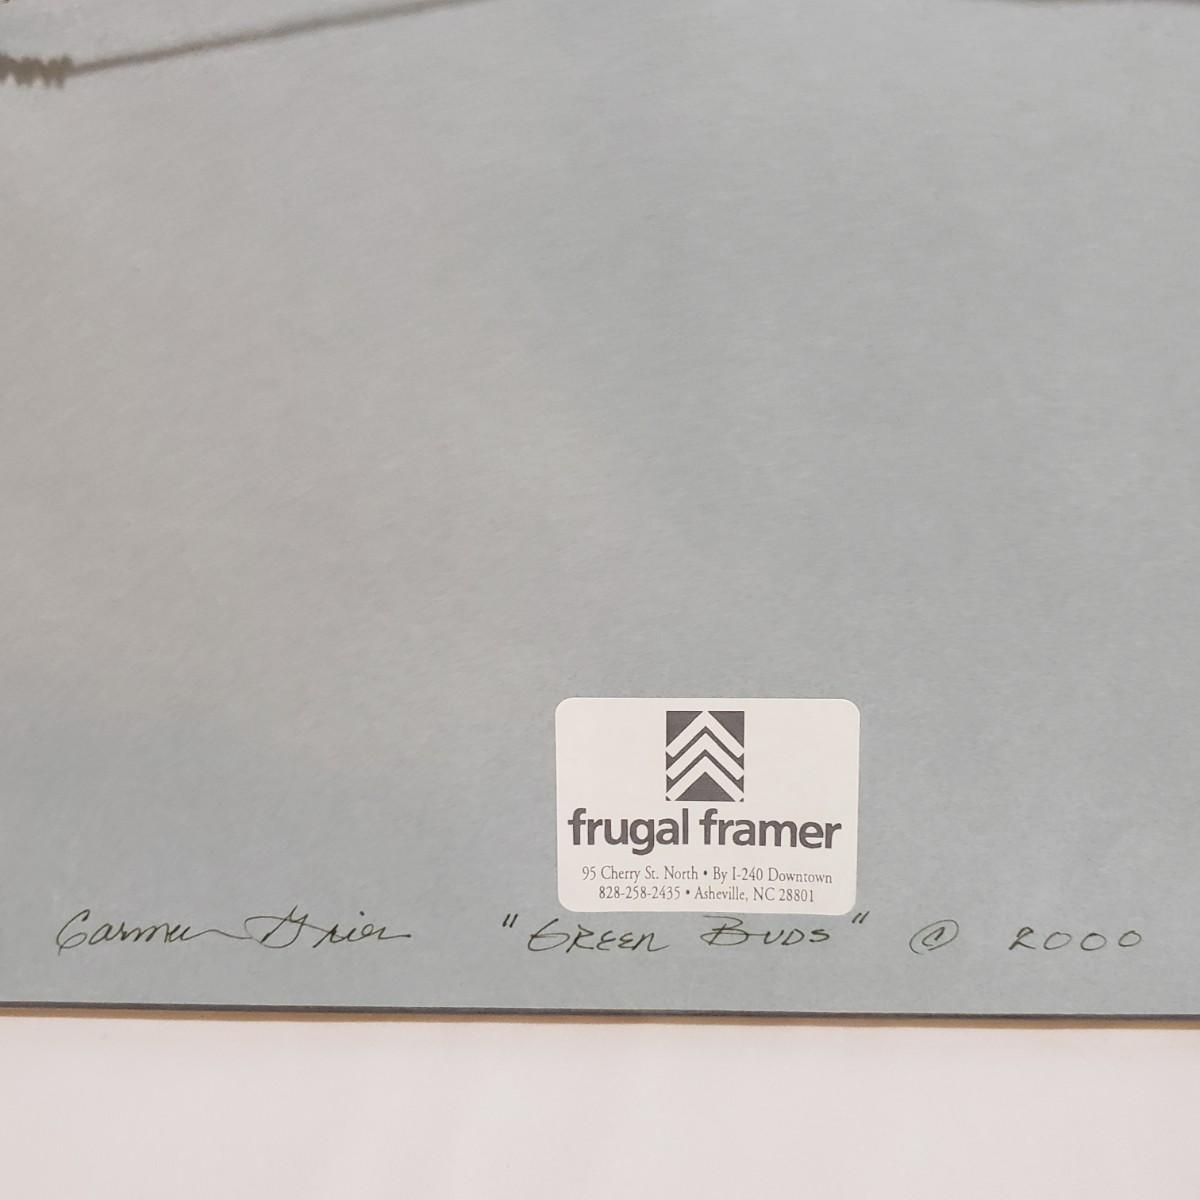 frugal framer
95 Cherry St. North • By I-240 Downtown
828-258-2435 • Asheville, NC 28801
Carmen Grier "GREEN BUDS" © 2000